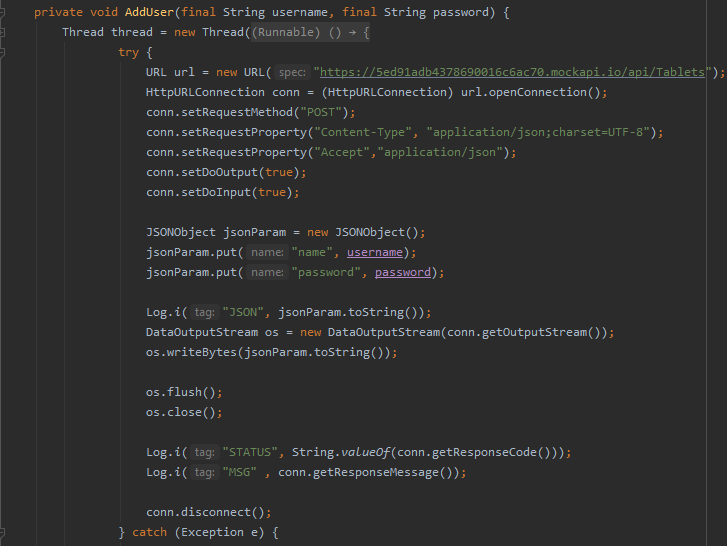 private void AddUser(final String username, final String password) {
Thread thread = new Thread((Runnable) () → {
try {
URL url = new URL( spec: "https://5ed91adb4378690016c6ac70.mockapi.io/api/Tablets");
HttpURLConnection conn = (HttpURLConnection) url.openConnection();
conn.setRequestMethod("POST");
conn.setRequestProperty("Content-Type", "application/json;charset=UTF-8");
conn.setRequestProperty("Accept","application/json");
conn.setDoOutput(true);
conn.setDoInput(true);
JSONObject jsonParam = new JSONObject();
jsonParam.put( name: "name", username);
jsonParam.put( name: "password", password);
Log.i( tag: "JSON", jsonParam.toString());
DataOutputStream os = new DataOutputStream(conn.getOutputStream());
os.writeBytes(jsonParam.toString());
os.flush();
os.close();
Log.i( tag: "STATUS", String.valueOf(conn.getResponseCode()));
Log.i( tag: "MSG" , conn.getResponseMessage());
conn.disconnect();
} catch (Exception e) {